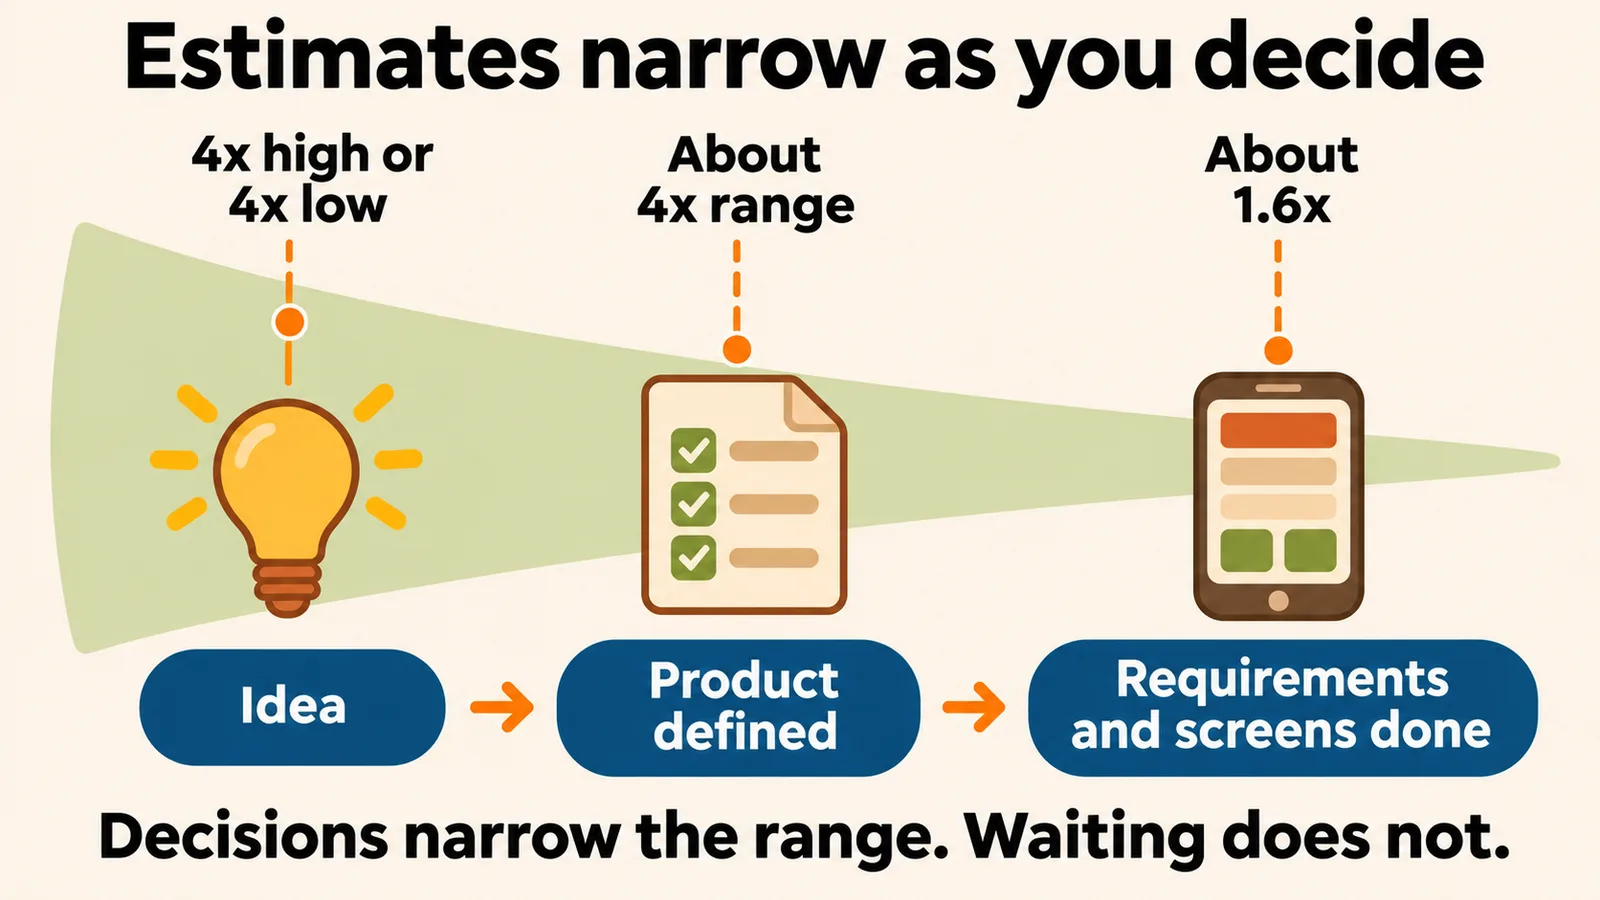 Estimates narrow as you decide
4x high or
4x low
About
4x range
About
1.6x
Idea
Product
defined
Requirements
and screens done
Decisions narrow the range. Waiting does not.